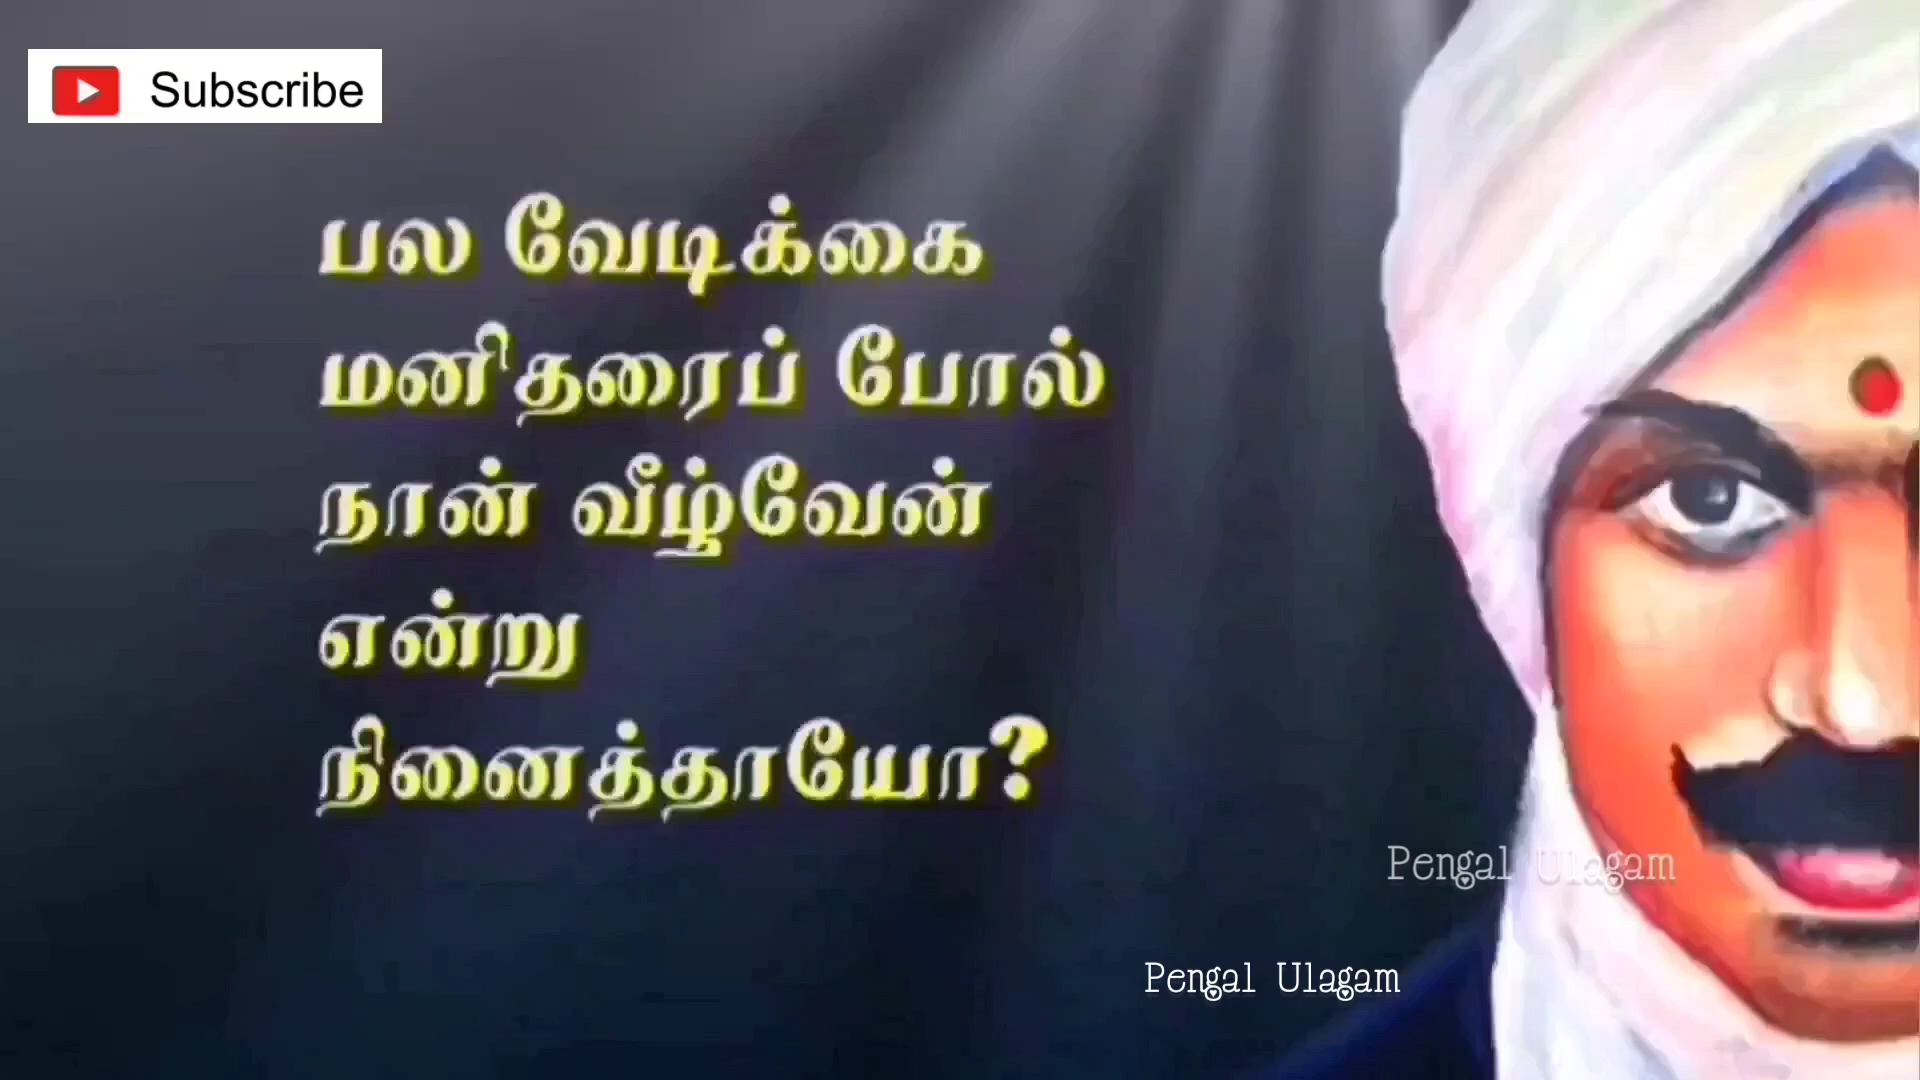 Subscribe
பல வேடிக்கை
மனிதரைப் போல்
நான் வீழ்வேன்
என்று
நினைத்தாயோ?
Pengal Ulagam
Pengal Ulagam